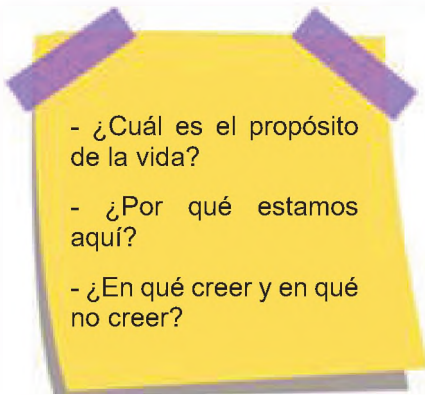 - ¿Cuál es el propósito
de la vida?
- ¿Por qué estamos
aquí?
- ¿En qué creer y en qué
no creer?